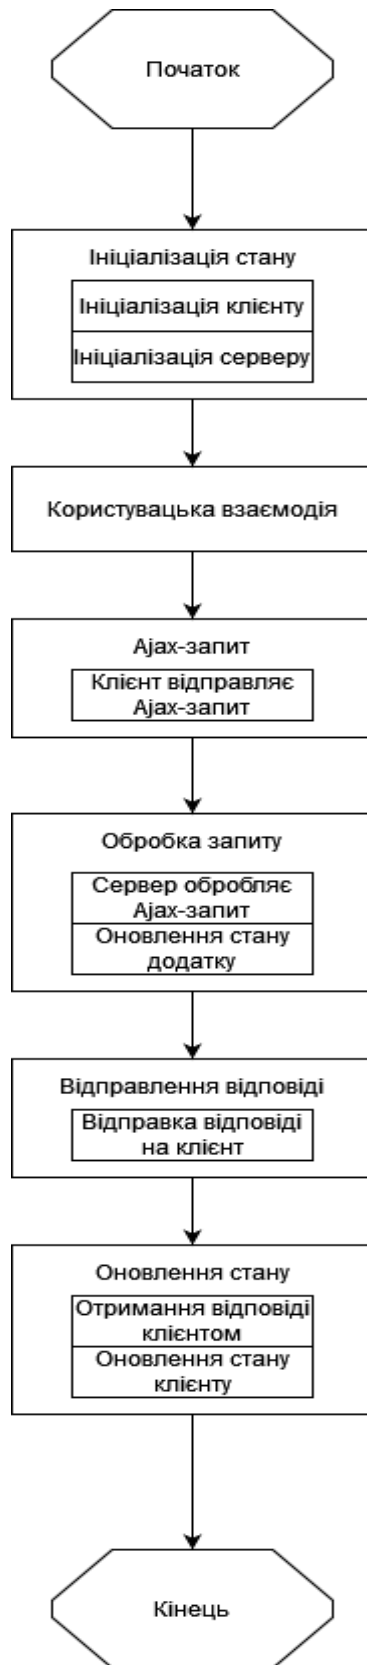 Початок
Ініціалізація стану
Ініціалізація клієнту
Ініціалізація серверу
Користувацька взаємодія
Ajax-запит
Клієнт відправляє
Ajax-запит
Обробка запиту
Сервер обробляє
Ajax-запит
Оновлення стану
додатку
Відправлення відповіді
Відправка відповіді
на клієнт
Оновлення стану
Отримання відповіді
клієнтом
Оновлення стану
клієнту
Кінець